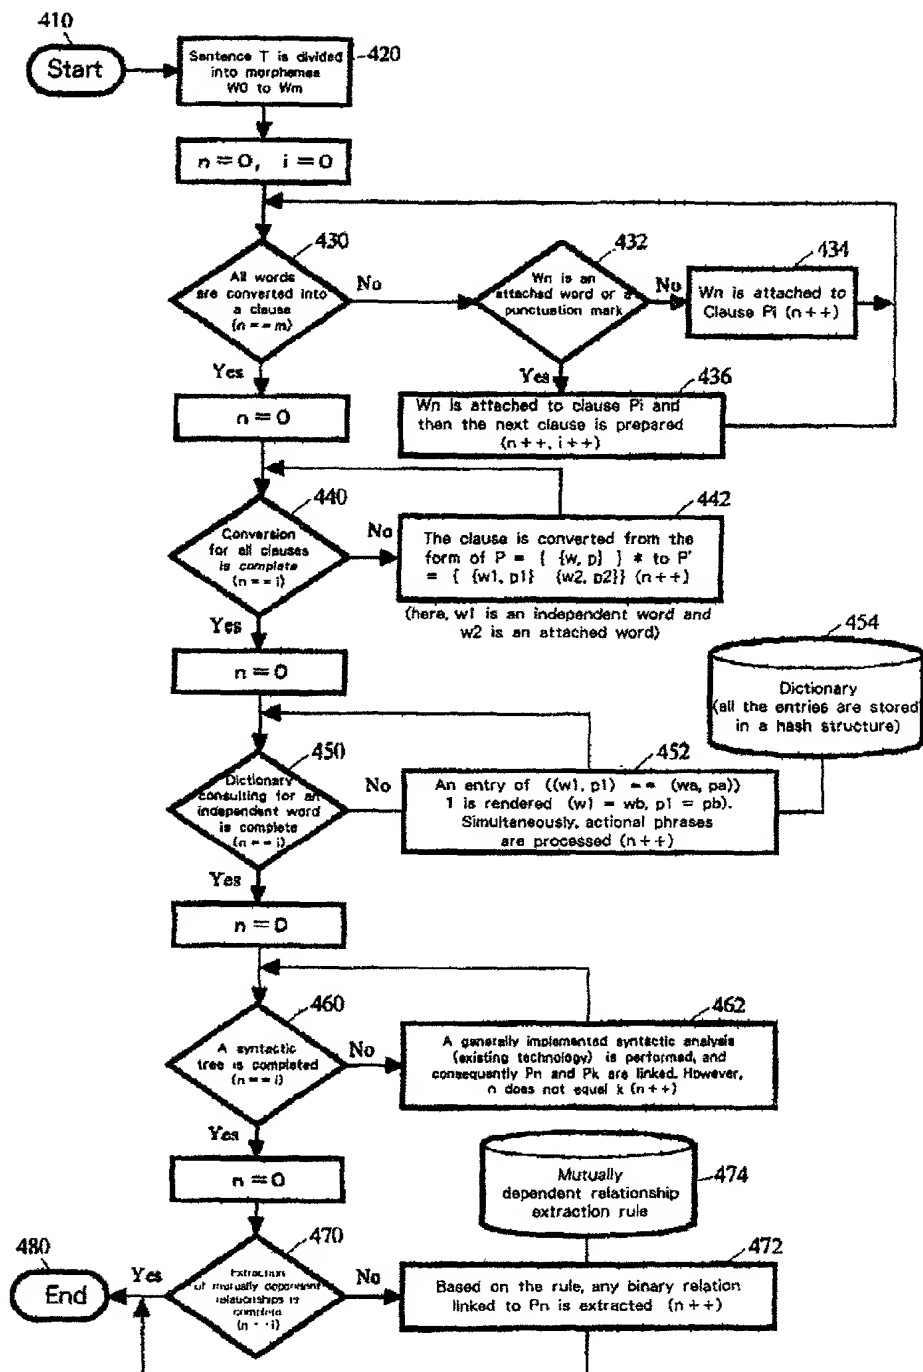 410
Start
Sentence T is divided
into morphemes
W0 to Wm
420
n = 0, i = 0
430
All words
are converted into
a clause
(n == m)
No
Yes
432
Wn is an
attached word or a
punctuation mark
No
Yes
434
Wn is attached to
Clause Pi (n++)
436
Wn is attached to clause Pi and
then the next clause is prepared
(n++, i++)
n = 0
440
Conversion
for all clauses
is complete
(n == i)
No
Yes
442
The clause is converted from the
form of P = { {w, p} } * to P'
= { {w1, p1} {w2, p2}} (n++)
(here, w1 is an independent word and
w2 is an attached word)
n = 0
454
Dictionary
(all the entries are stored
in a hash structure)
450
Dictionary
consulting for an
independent word
is complete
(n == i)
No
Yes
452
An entry of ((w1, p1) == (wa, pa))
1 is rendered (w1 = wb, p1 = pb).
Simultaneously, actional phrases
are processed (n++)
n = 0
460
A syntactic
tree is completed
(n == i)
No
Yes
462
A generally implemented syntactic analysis
(existing technology) is performed, and
consequently Pn and Pk are linked. However,
n does not equal k (n++)
n = 0
474
Mutually
dependent relationship
extraction rule
470
Extraction
of mutually dependent
relationships is
complete
(n == i)
No
Yes
472
Based on the rule, any binary relation
linked to Pn is extracted (n++)
480
End